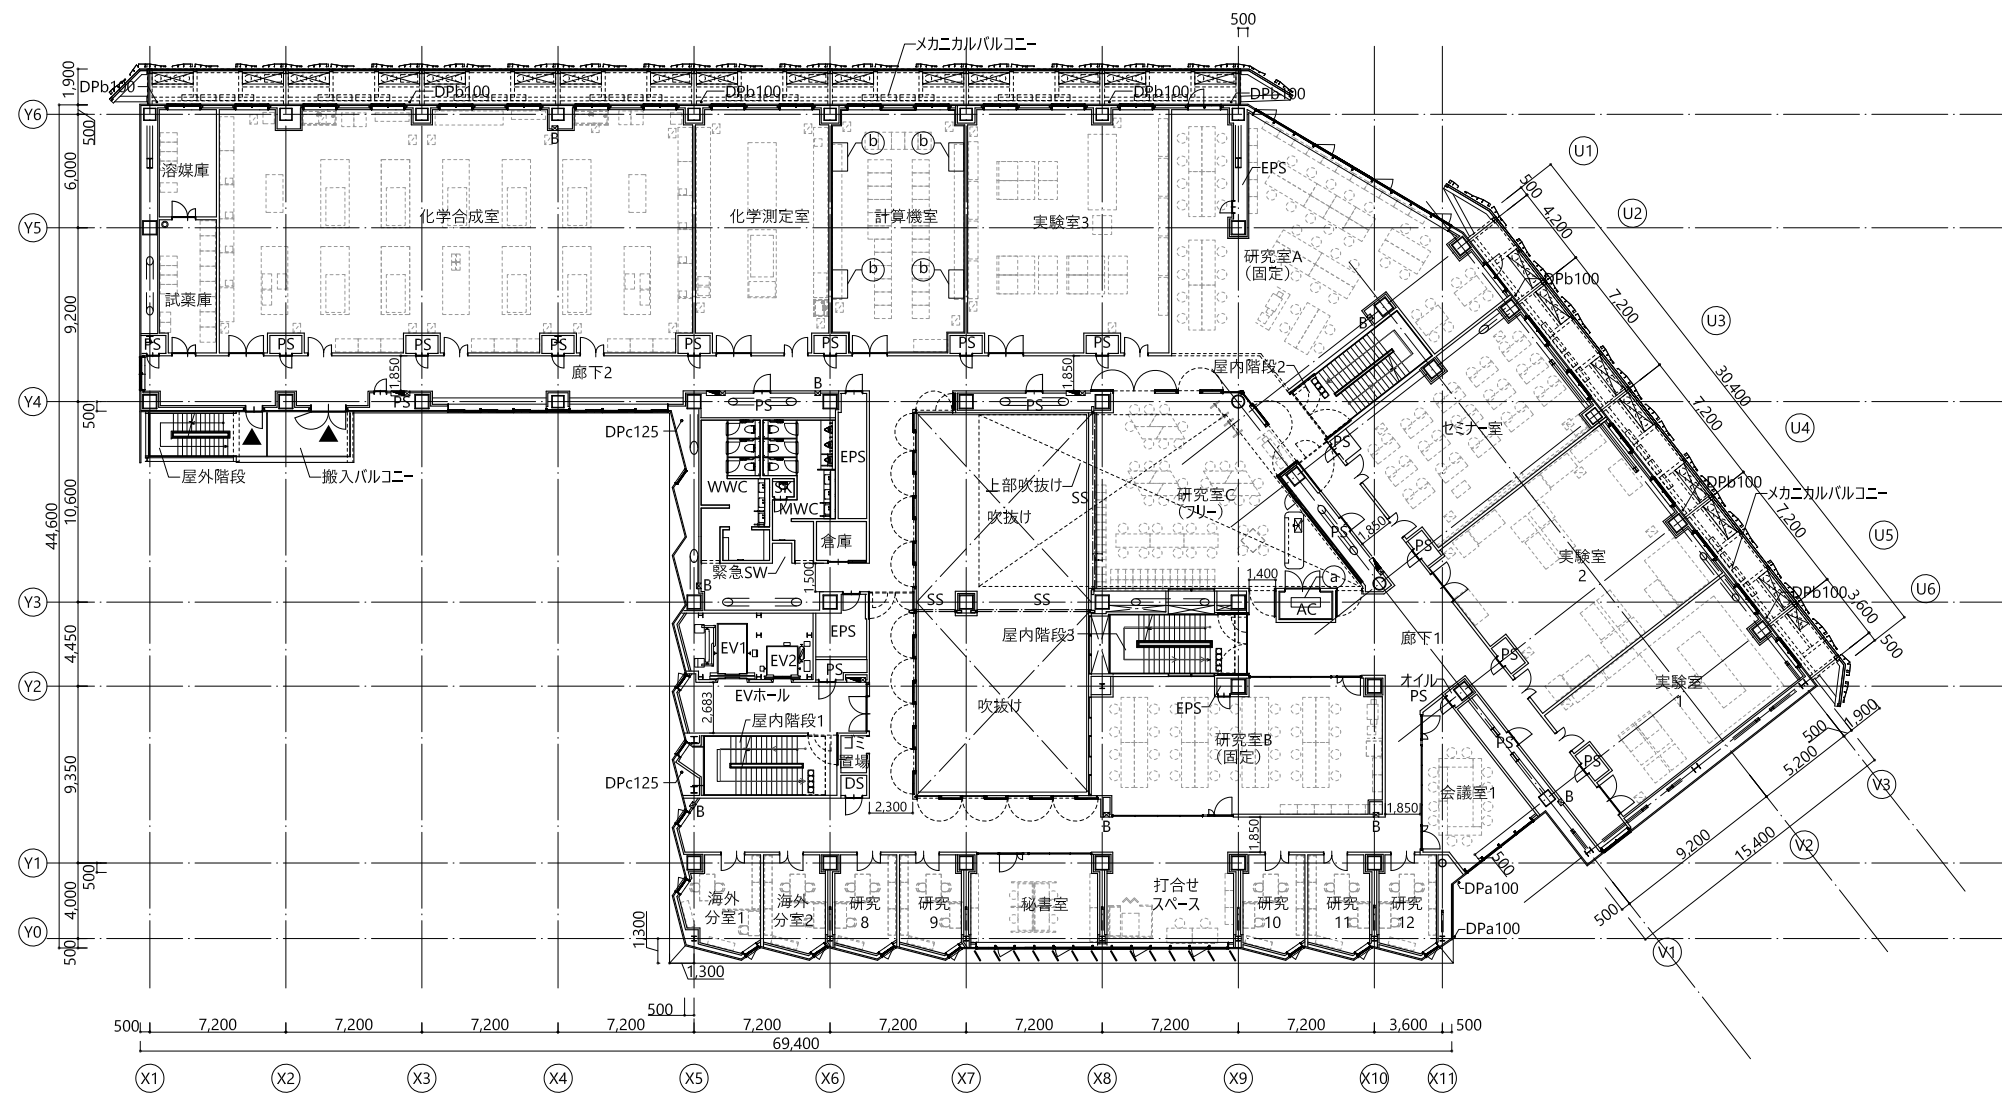 500
メカニカルバルコニー
1,900
DPb100
DPb100
DPb100
DPb100
DPb100
Y6
500
B
b
b
U1
6,000
溶媒庫
EPS
500
化学合成室
化学測定室
計算機室
実験室3
4,200
U2
Y5
研究室A
(固定)
b
b
DPb100
9,200
試薬庫
7,200
U3
B
PS
PS
PS
PS
PS
PS
PS
PS
廊下2
1,850
1,850
屋内階段2
30,400
B
Y4
500
PS
PS
PS
7,200
U4
DPc125
セミナー室
PS
屋外階段
搬入バルコニー
EPS
WWC
SK
MWC
上部吹抜け
SS
研究室C
(フリー)
DPb100
メカニカルバルコニー
10,600
44,600
吹抜け
PS
1,850
7,200
U5
倉庫
PS
実験室
2
緊急SW
B
1,500
1,400
a
U6
Y3
SS
SS
AC
DPb100
3,600
4,450
EPS
屋内階段3
廊下1
500
EV1
EV2
PS
PS
Y2
EVホール
オイル
PS
実験室
1
2,683
屋内階段1
EPS
吹抜け
1,900
研究室B
(固定)
PS
500
ゴミ
置場
PS
5,200
9,350
DPc125
DS
会議室1
V3
B
2,300
1,850
B
B
B
1,850
9,200
15,400
V2
Y1
500
500
DPa100
4,000
海外
分室1
海外
分室2
研究
8
研究
9
秘書室
打合せ
スペース
研究
10
研究
11
研究
12
500
Y0
1,300
DPa100
500
V1
1,300
500
500
7,200
7,200
7,200
7,200
7,200
7,200
7,200
7,200
7,200
3,600
500
69,400
X1
X2
X3
X4
X5
X6
X7
X8
X9
X10
X11